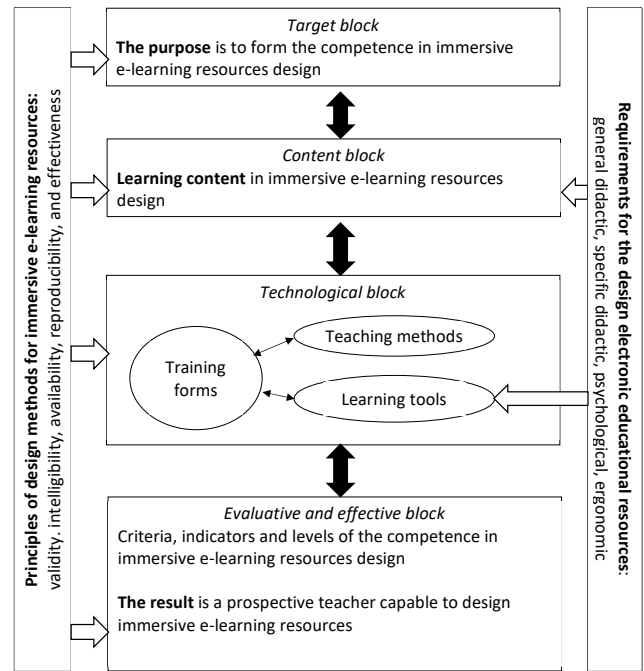 Principles of design methods for immersive e-learning resources:
validity. intelligibility, availability, reproducibility, and effectiveness
Target block
The purpose is to form the competence in immersive
e-learning resources design
Content block
Learning content in immersive e-learning resources
design
Technological block
Training
forms
Teaching methods
Learning tools
Evaluative and effective block
Criteria, indicators and levels of the competence in
immersive e-learning resources design
The result is a prospective teacher capable to design
immersive e-learning resources
Requirements for the design electronic educational resources:
general didactic, specific didactic, psychological, ergonomic